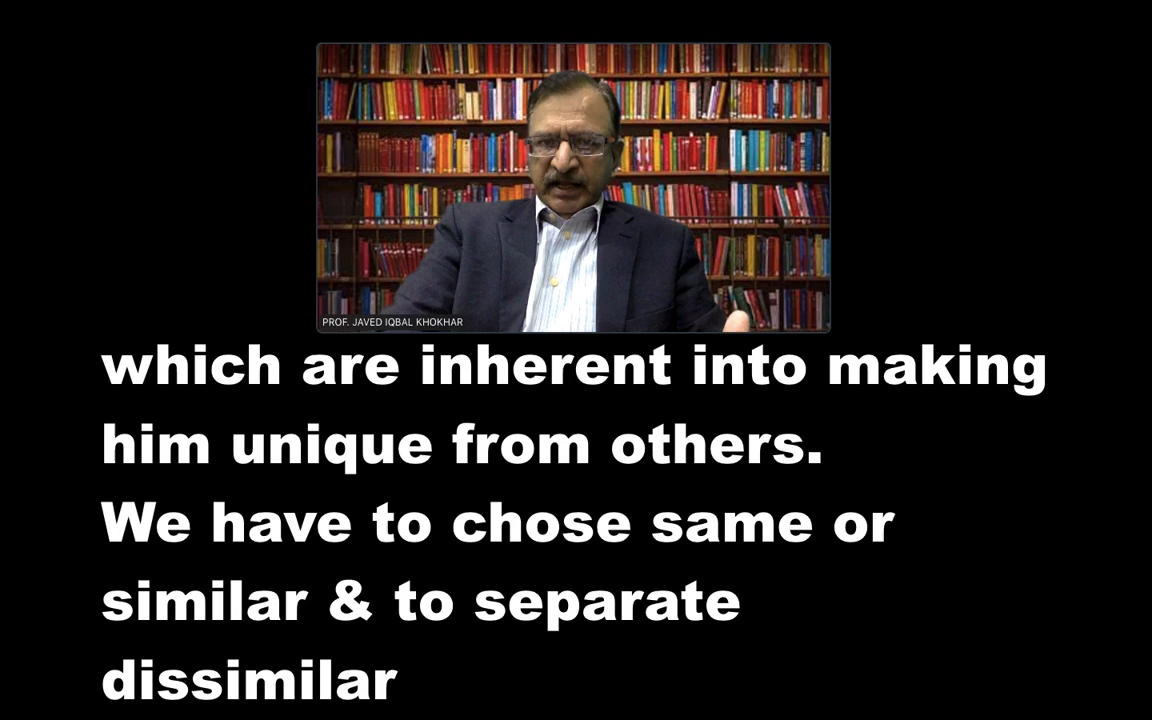 PROF. JAVED IQBAL KHOKHAR
which are inherent into making
him unique from others.
We have to chose same or
similar & to separate
dissimilar